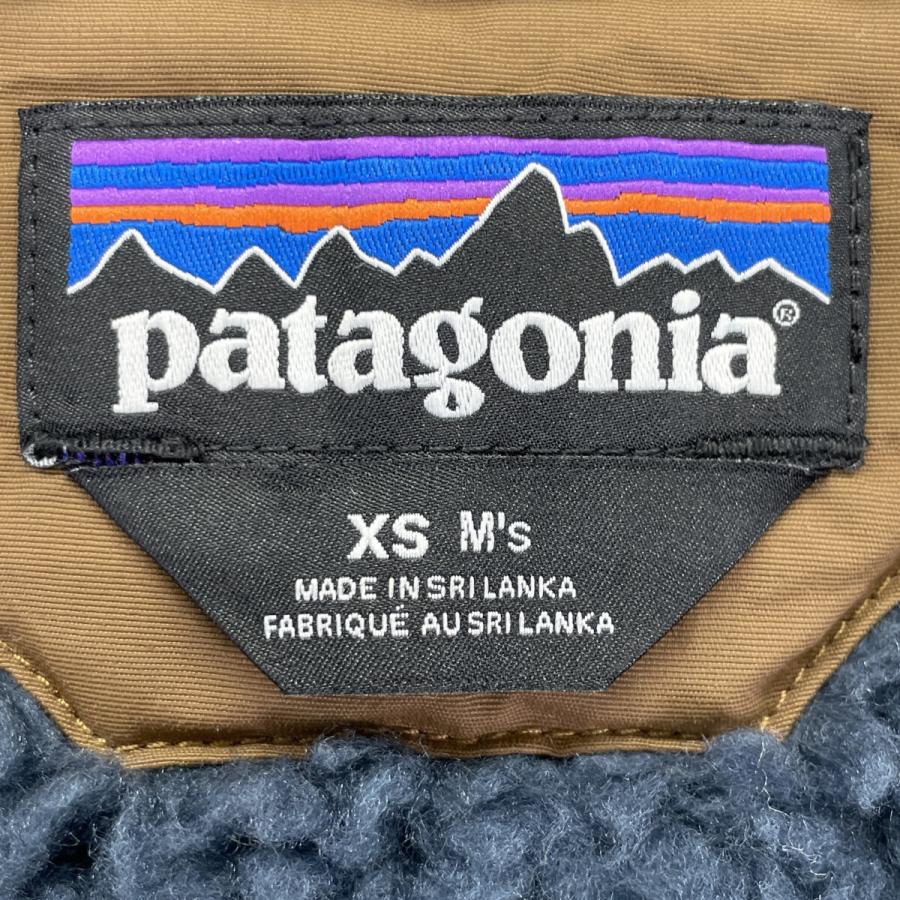 patagonia®
XS M's
MADE IN SRI LANKA
FABRIQUÉ AU SRI LANKA